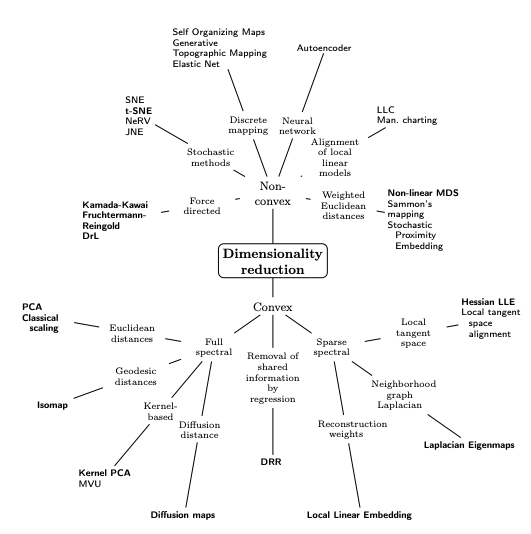 Self Organizing Maps
Generative
Topographic Mapping
Elastic Net
Autoencoder
SNE
t-SNE
NeRV
JNE
LLC
Man. charting
Discrete
mapping
Neural
network
Stochastic
methods
Alignment
of local
linear
models
Non-
convex
Force
directed
Kamada-Kawai
Fruchtermann-
Reingold
DrL
Weighted
Euclidean
distances
Non-linear MDS
Sammon's
mapping
Stochastic
Proximity
Embedding
Dimensionality
reduction
Convex
PCA
Classical
scaling
Euclidean
distances
Full
spectral
Removal of
shared
information
by
regression
Sparse
spectral
Local
tangent
space
Hessian LLE
Local tangent
space
alignment
Geodesic
distances
Isomap
Kernel-
based
Diffusion
distance
Neighborhood
graph
Laplacian
Reconstruction
weights
Laplacian Eigenmaps
Kernel PCA
MVU
DRR
Diffusion maps
Local Linear Embedding